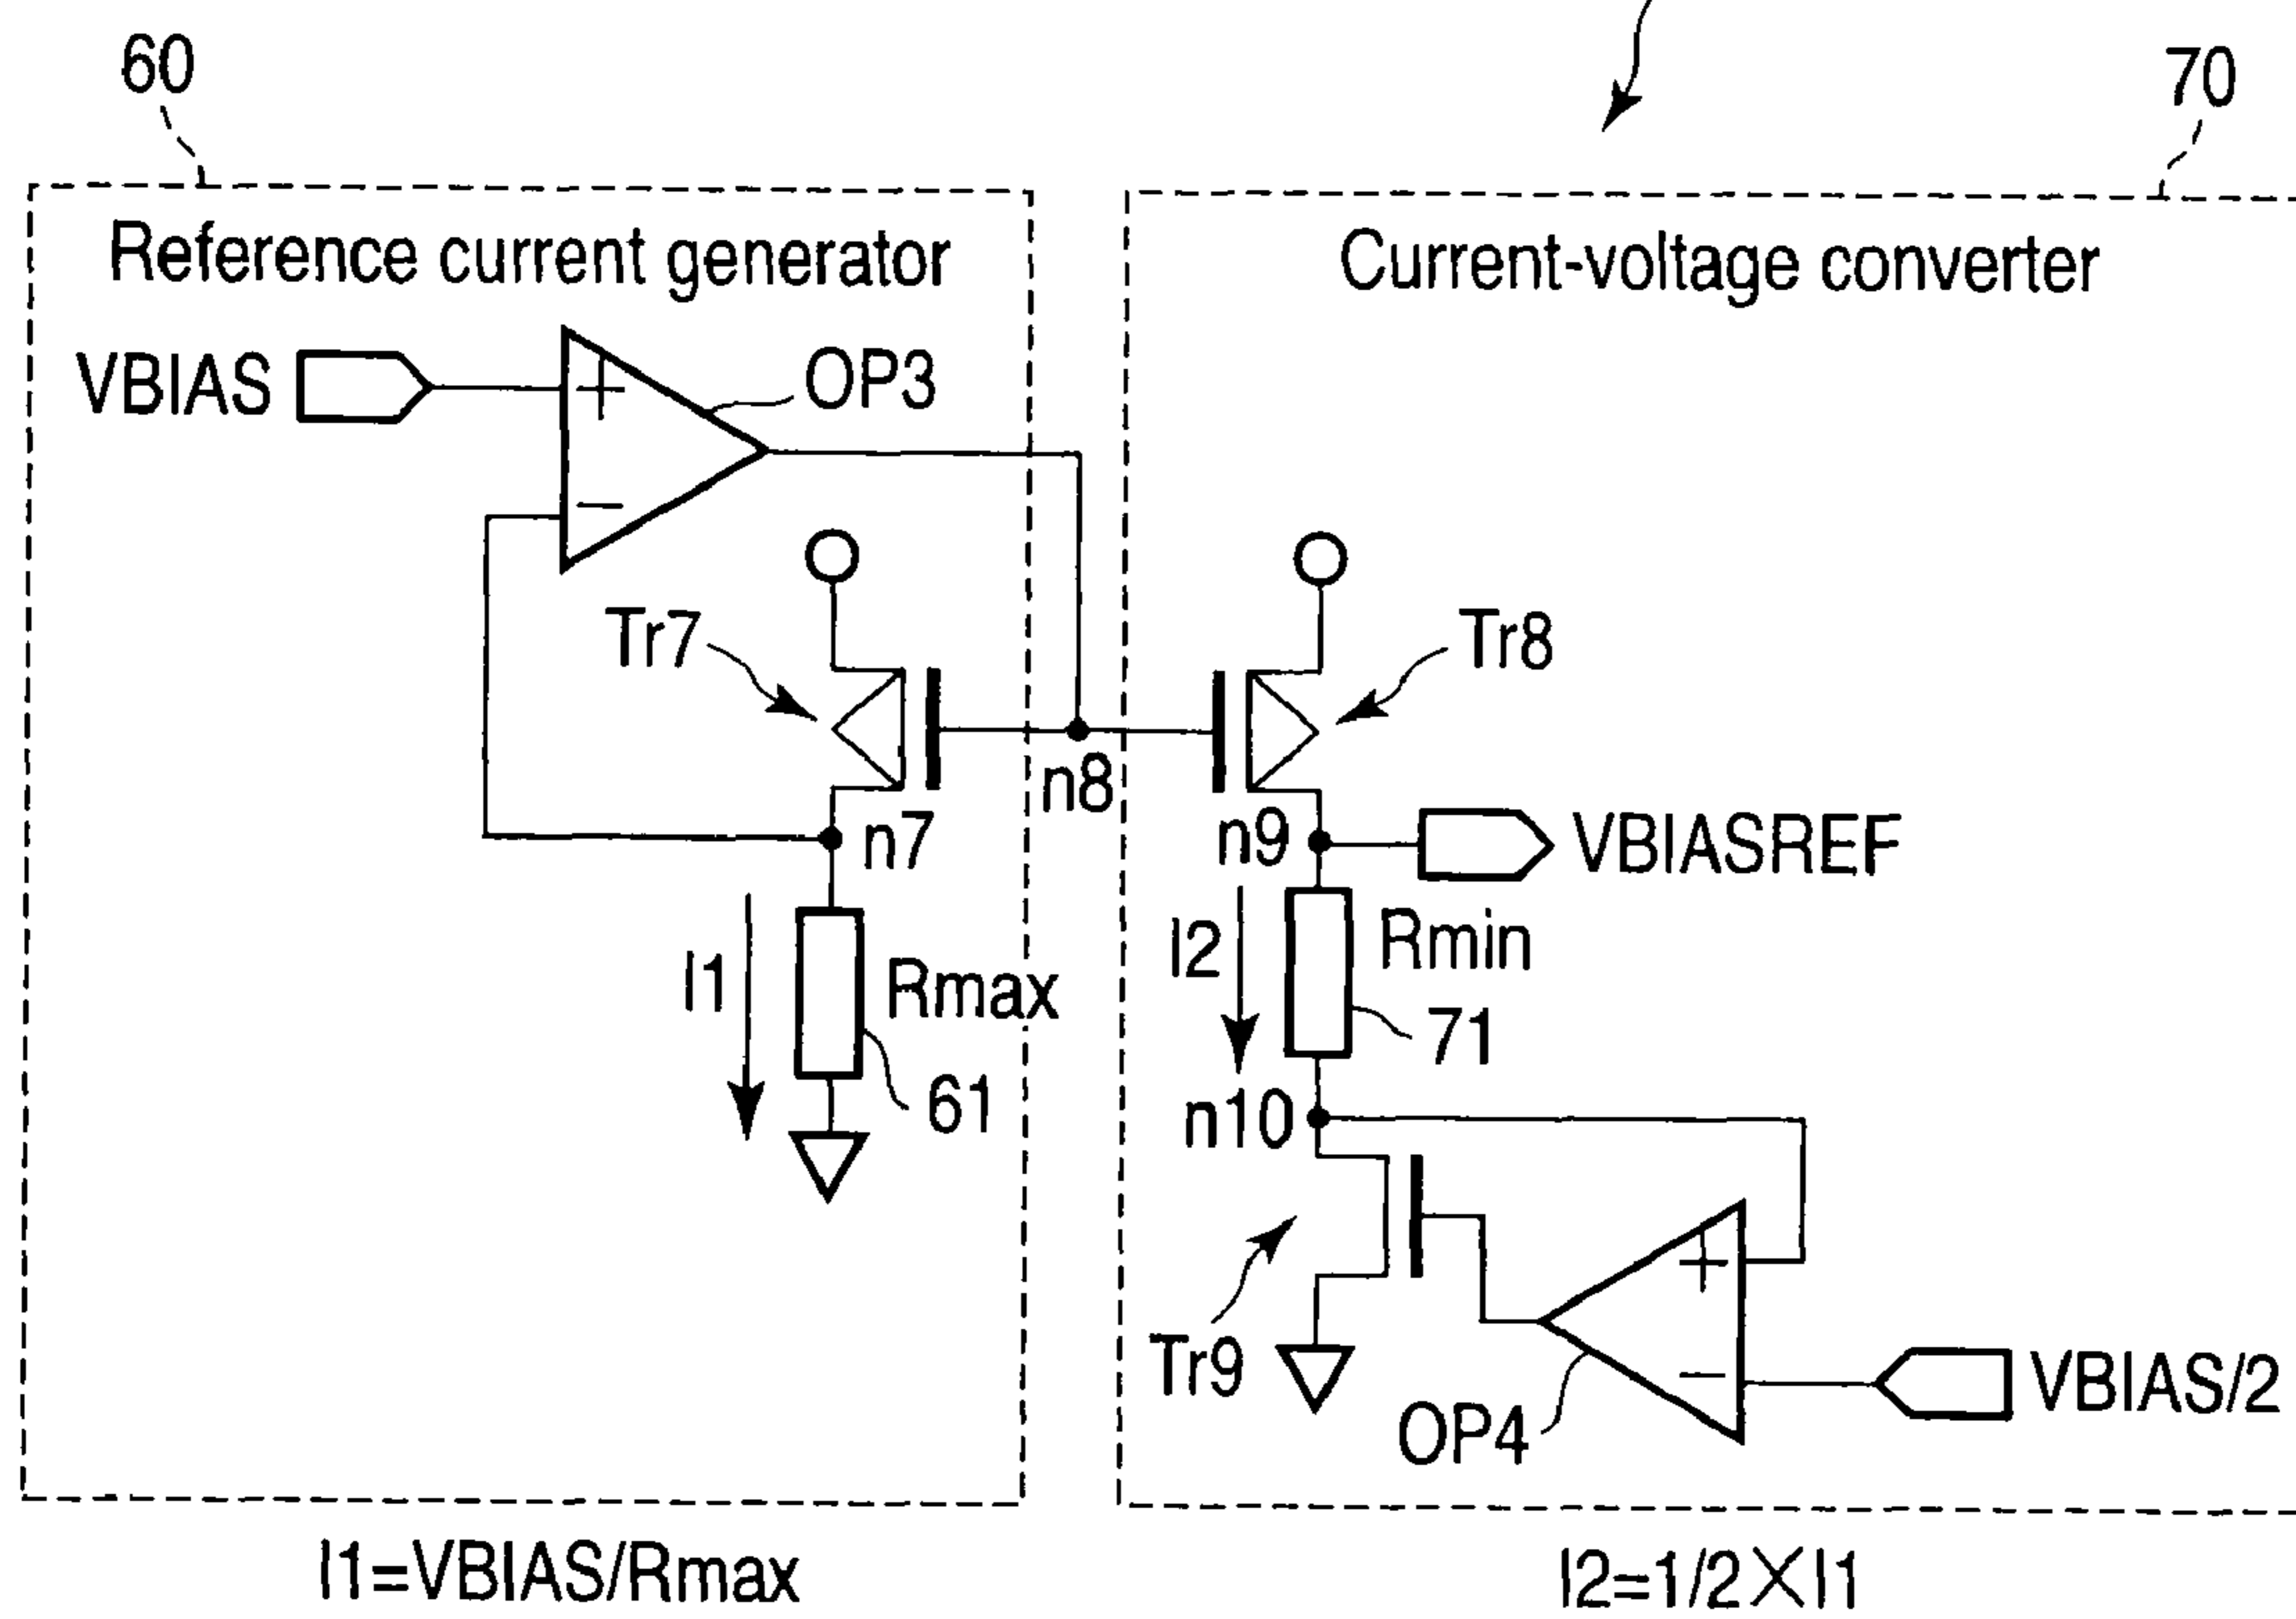 60
70
Reference current generator
Current-voltage converter
VBIAS
+
−
OP3
Tr7
Tr8
n8
n7
n9
VBIASREF
I1
Rmax
61
I2
Rmin
71
n10
Tr9
+
−
OP4
VBIAS/2
I1=VBIAS/Rmax
I2=1/2×I1